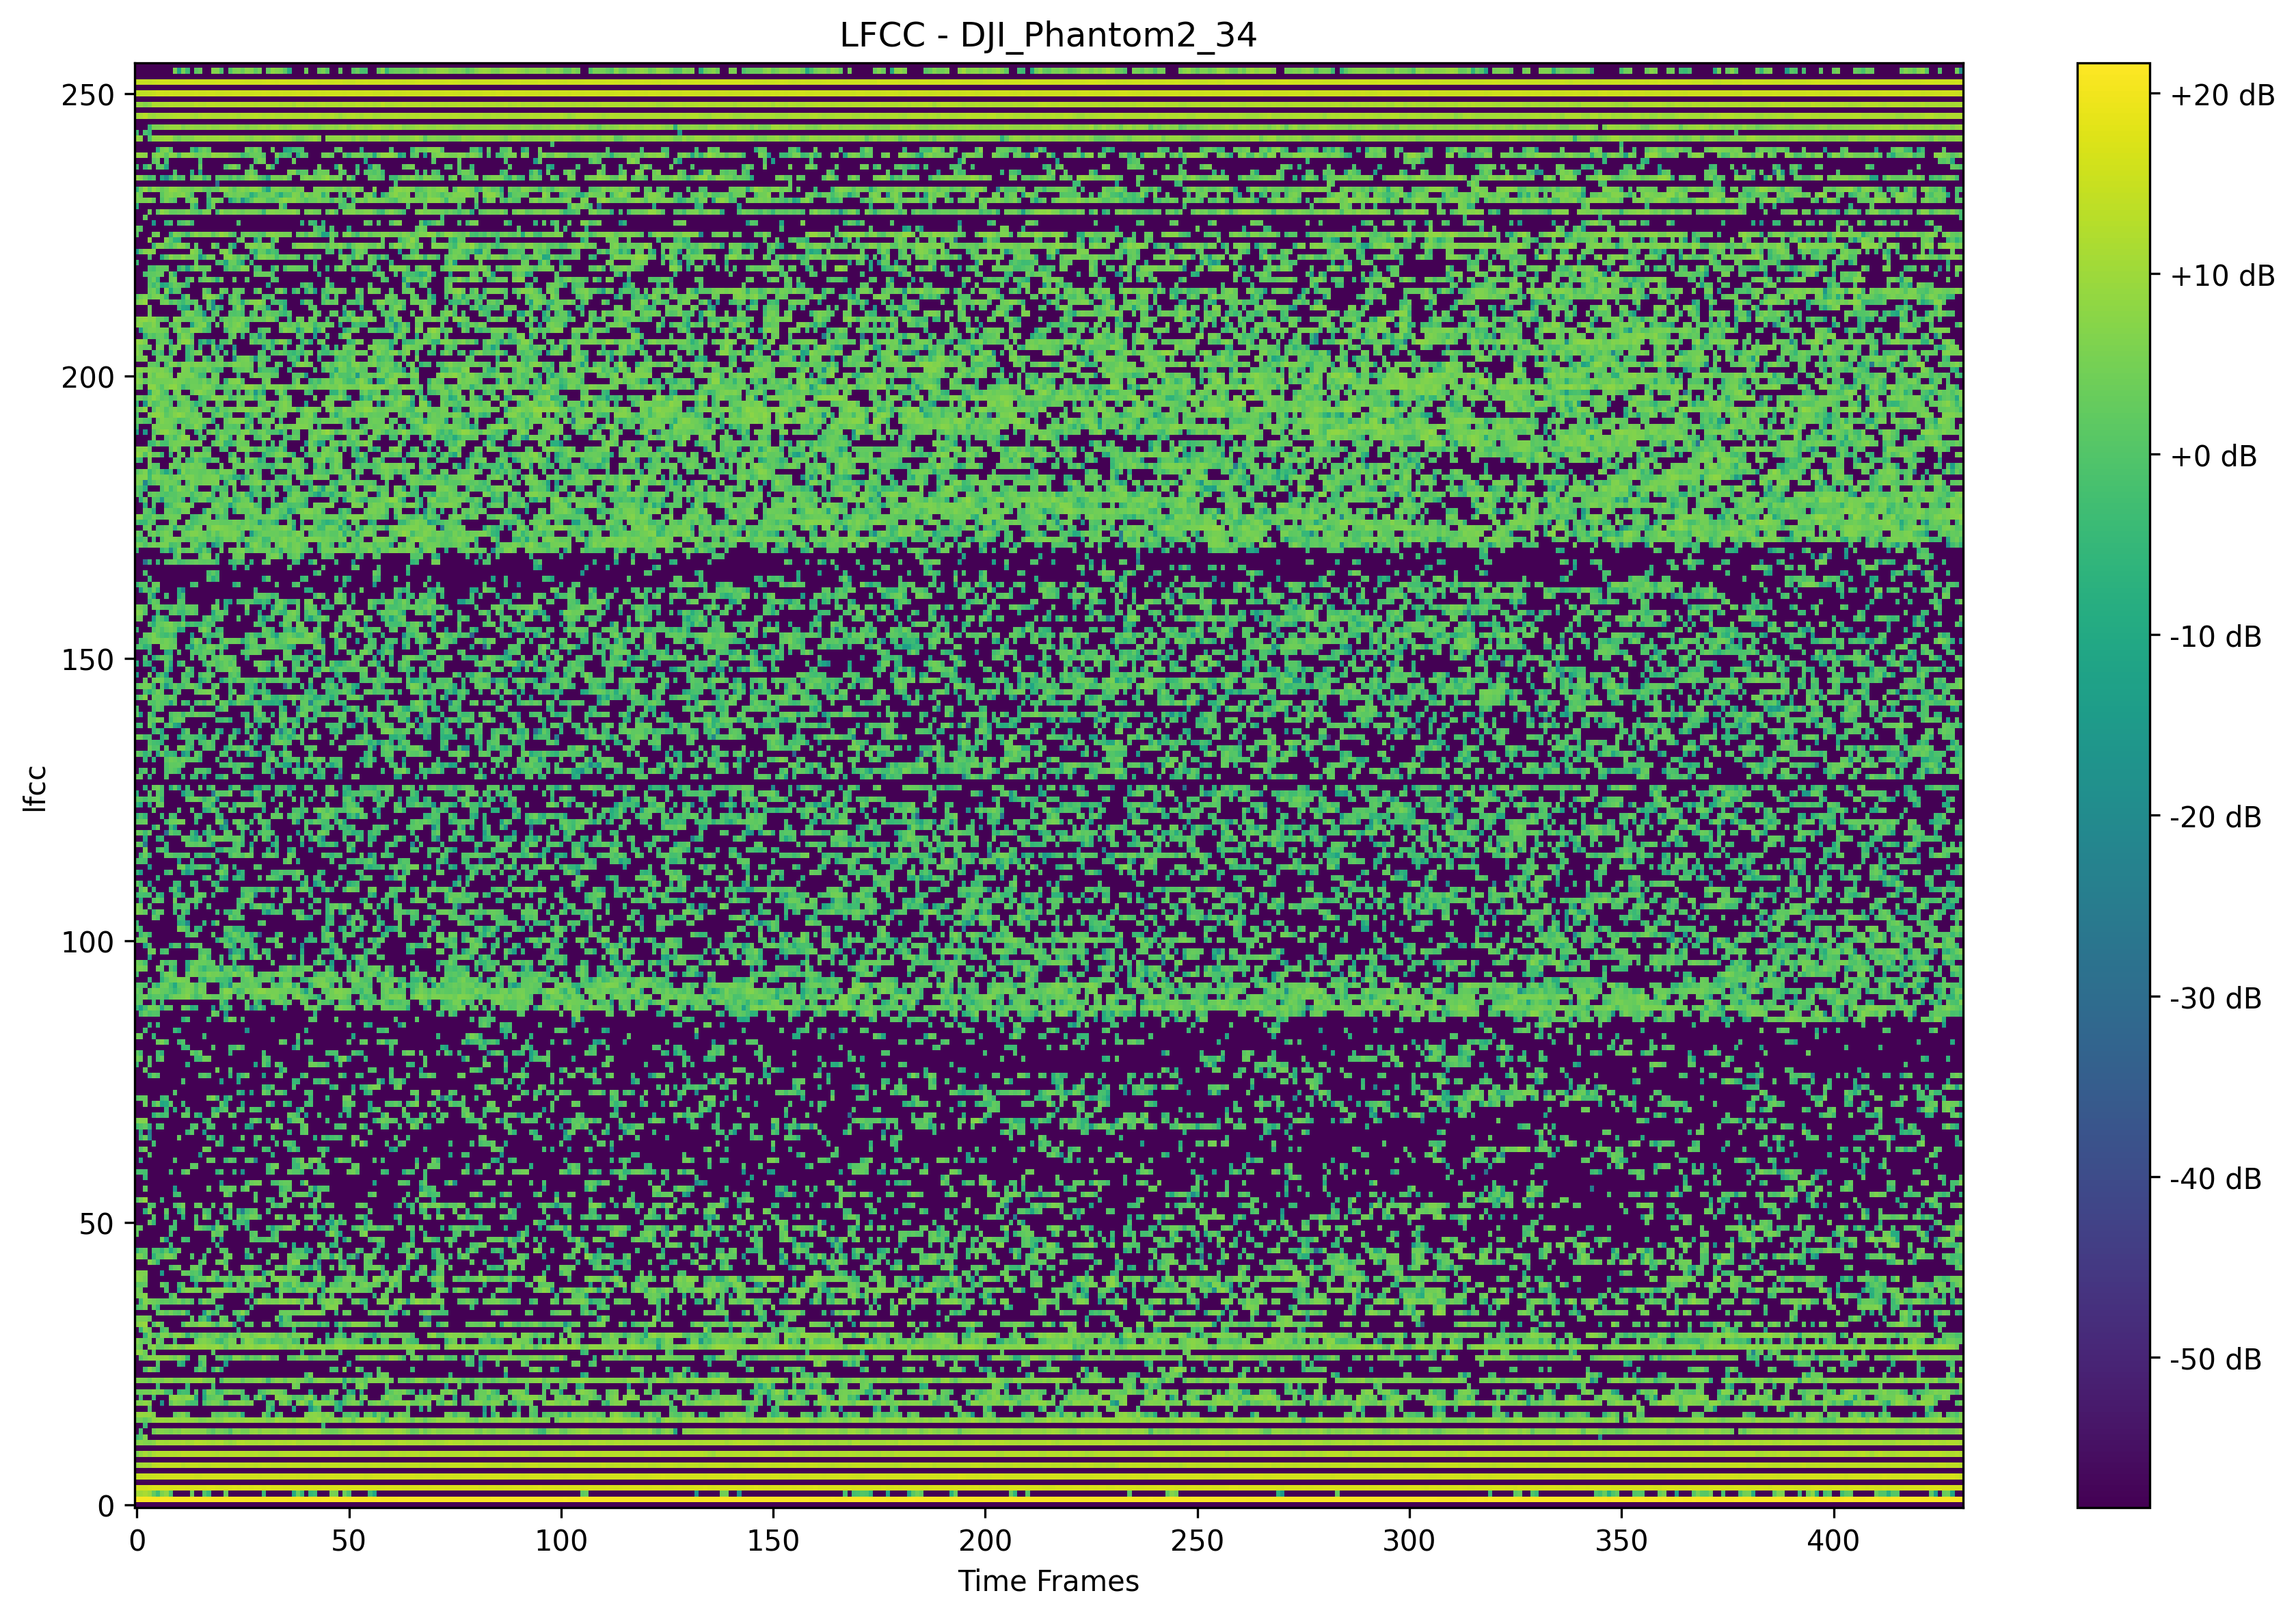 LFCC - DJI_Phantom2_34
250
200
150
100
50
0
lfcc
0 50 100 150 200 250 300 350 400
Time Frames
+20 dB
+10 dB
+0 dB
-10 dB
-20 dB
-30 dB
-40 dB
-50 dB